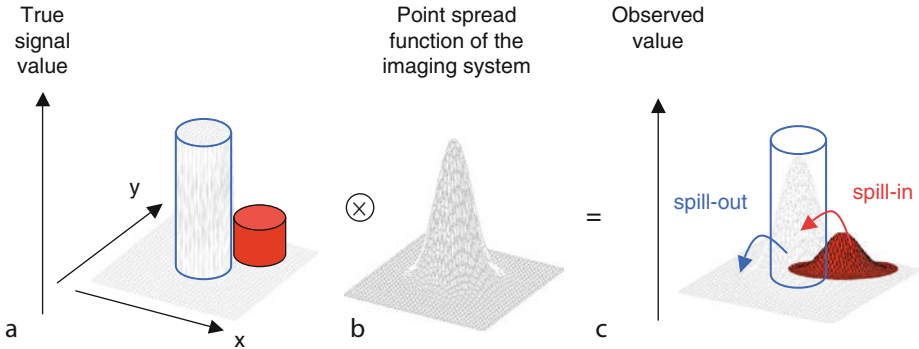 True
signal
value
Point spread
function of the
imaging system
Observed
value
y
x
a
b
=
spill-out
spill-in
c